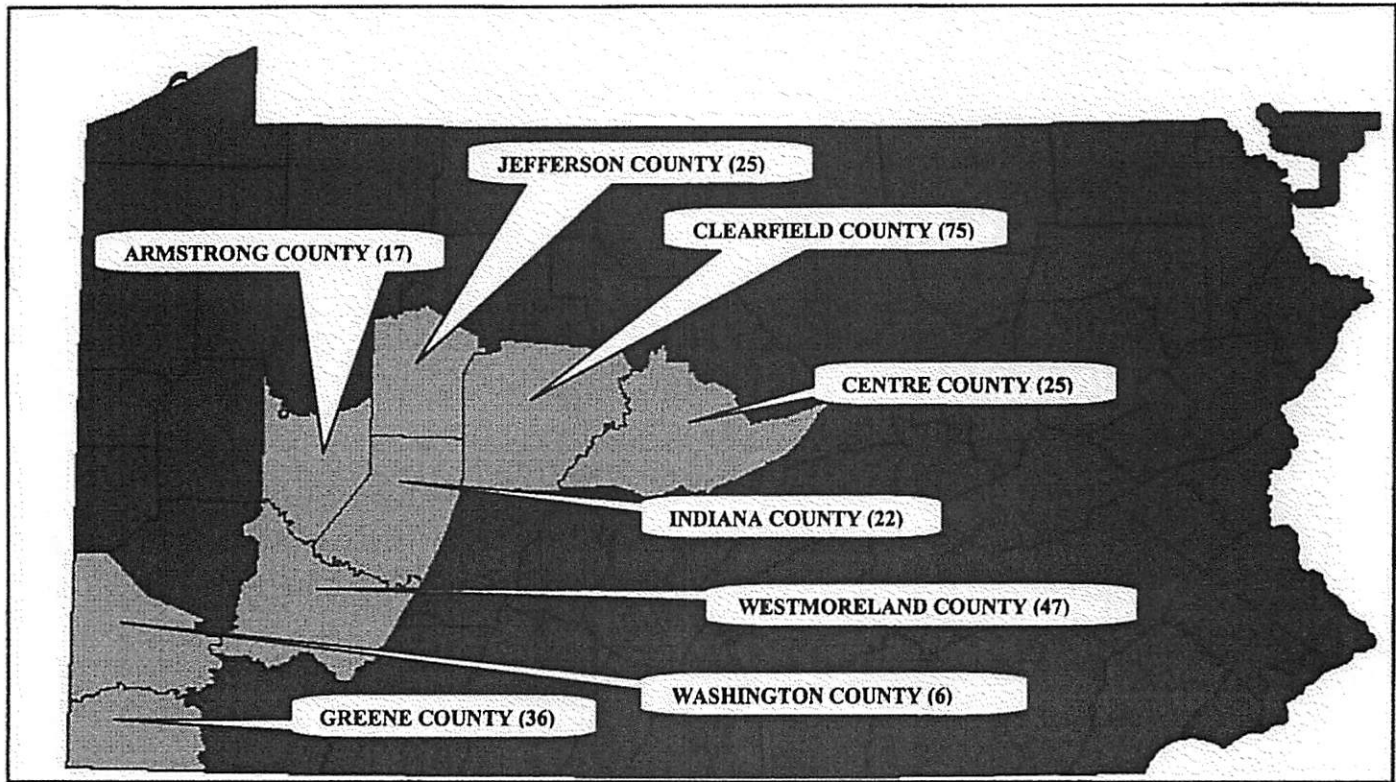 JEFFERSON COUNTY (25)
CLEARFIELD COUNTY (75)
ARMSTRONG COUNTY (17)
CENTRE COUNTY (25)
INDIANA COUNTY (22)
WESTMORELAND COUNTY (47)
WASHINGTON COUNTY (6)
GREENE COUNTY (36)